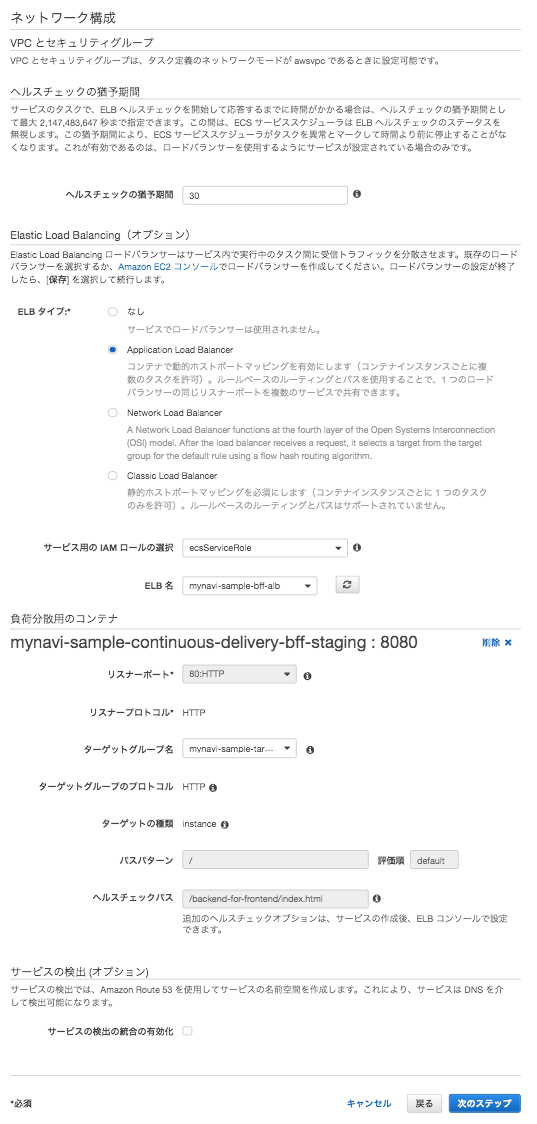 ネットワーク構成
VPC とセキュリティグループ
VPC とセキュリティグループは、タスク定義のネットワークモードが awsvpc であるときに設定可能です。
ヘルスチェックの猶予期間
サービスのタスクで、ELB ヘルスチェックを開始して応答するまでに時間がかかる場合は、ヘルスチェックの猶予期間とし
て最大 2,147,483,647 秒まで指定できます。この間は、ECS サービススケジューラは ELB ヘルスチェックのステータスを
無視します。この猶予期間により、ECS サービススケジューラがタスクを異常とマークして時間より前に停止することがな
くなります。これが有効であるのは、ロードバランサーを使用するようにサービスが設定されている場合のみです。
ヘルスチェックの猶予期間 30
Elastic Load Balancing（オプション）
Elastic Load Balancing ロードバランサーはサービス内で実行中のタスク間に受信トラフィックを分散させます。既存のロード
バランサーを選択するか、Amazon EC2 コンソールでロードバランサーを作成してください。ロードバランサーの設定が終了
したら、[保存] を選択して続行します。
ELB タイプ:* なし
サービスでロードバランサーは使用されません。
Application Load Balancer
コンテナで動的ホストポートマッピングを有効にします（コンテナインスタンスごとに複
数のタスクを許可）。ルールベースのルーティングとパスを使用することで、1 つのロード
バランサーの同じリスナーポートを複数のサービスで共有できます。
Network Load Balancer
A Network Load Balancer functions at the fourth layer of the Open Systems Interconnection
(OSI) model. After the load balancer receives a request, it selects a target from the target
group for the default rule using a flow hash routing algorithm.
Classic Load Balancer
静的ホストポートマッピングを必須にします（コンテナインスタンスごとに 1 つのタスク
のみを許可）。ルールベースのルーティングとパスはサポートされていません。
サービス用の IAM ロールの選択 ecsServiceRole
ELB 名 mynavi-sample-bff-alb
負荷分散用のコンテナ
mynavi-sample-continuous-delivery-bff-staging : 8080 削除
リスナーポート* 80:HTTP
リスナープロトコル* HTTP
ターゲットグループ名 mynavi-sample-tar...
ターゲットグループのプロトコル HTTP
ターゲットの種類 instance
パスパターン / 評価順 default
ヘルスチェックパス /backend-for-frontend/index.html
追加のヘルスチェックオプションは、サービスの作成後、ELB コンソールで設定
できます。
サービスの検出 (オプション)
サービスの検出では、Amazon Route 53 を使用してサービスの名前空間を作成します。これにより、サービスは DNS を介
して検出可能になります。
サービスの検出の統合の有効化
*必須 キャンセル 戻る 次のステップ